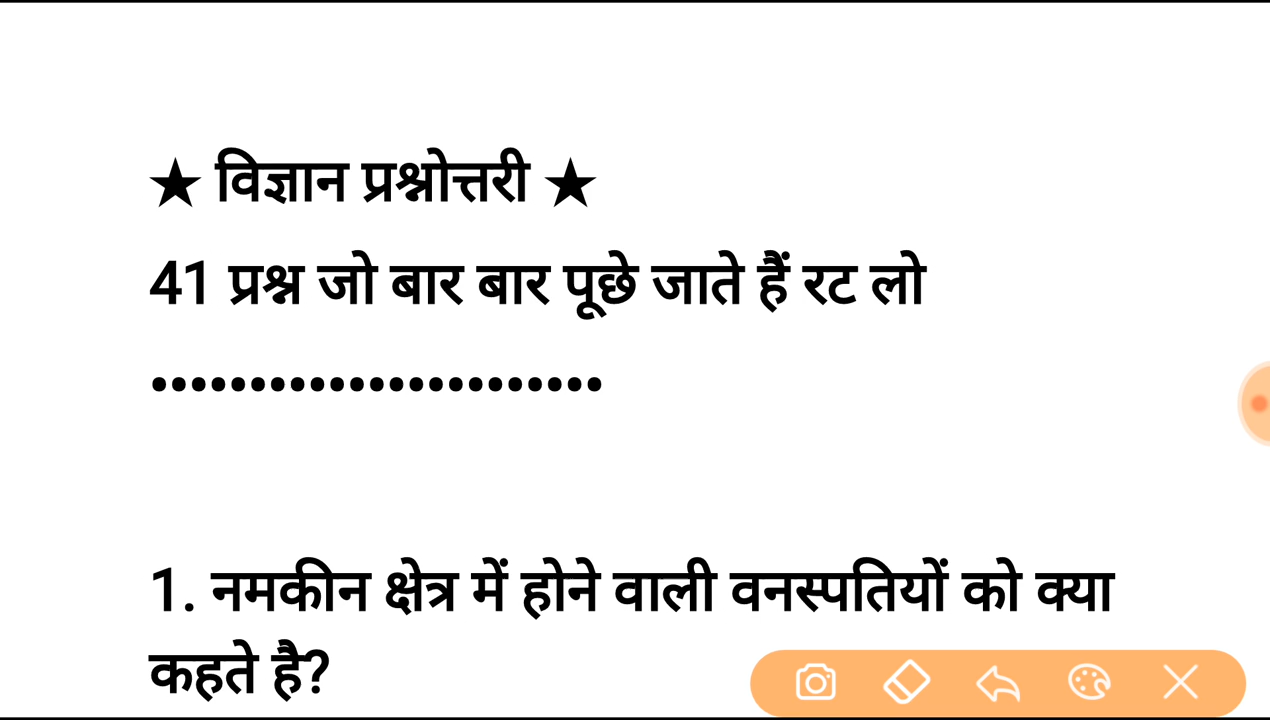 ★ विज्ञान प्रश्नोत्तरी ★
41 प्रश्न जो बार बार पूछे जाते हैं रट लो
•••••••••••••••••••••••
1. नमकीन क्षेत्र में होने वाली वनस्पतियों को क्या
कहते है?